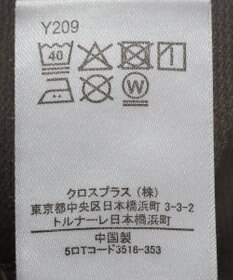 Y209
40
W
クロスプラス（株）
東京都中央区日本橋浜町 3-3-2
トルナーレ日本橋浜町
中国製
5ロTコード3516-353